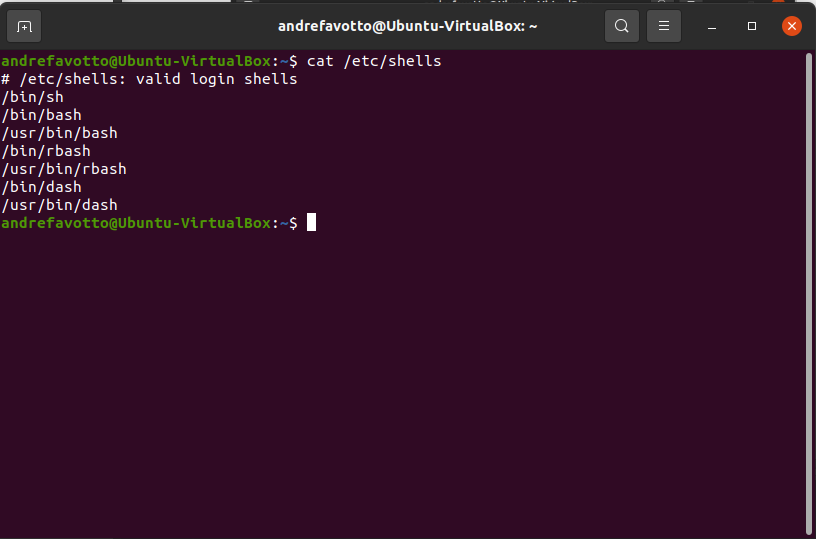 andrefavotto@Ubuntu-VirtualBox: ~
andrefavotto@Ubuntu-VirtualBox:~$ cat /etc/shells
# /etc/shells: valid login shells
/bin/sh
/bin/bash
/usr/bin/bash
/bin/rbash
/usr/bin/rbash
/bin/dash
/usr/bin/dash
andrefavotto@Ubuntu-VirtualBox:~$